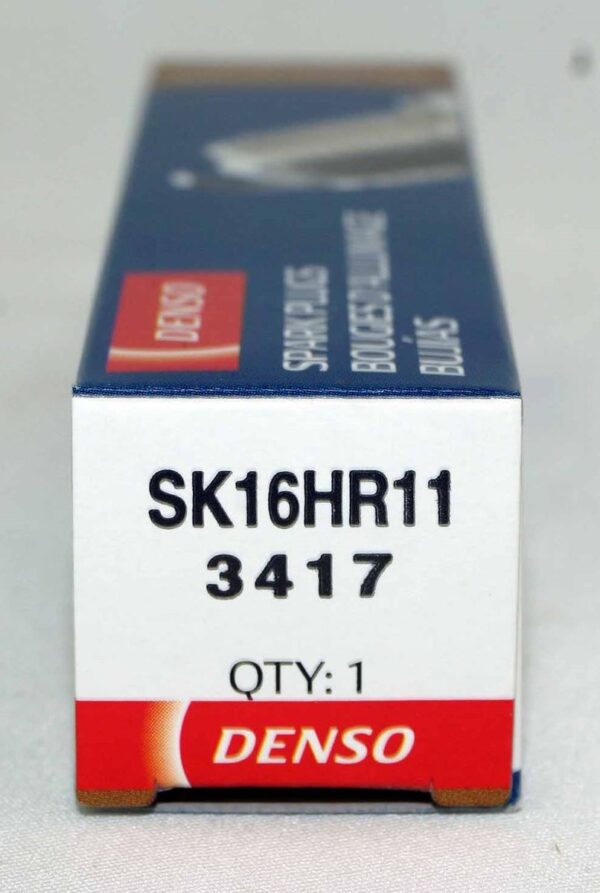 DENSO
SPARK PLUGS
BOUGIES D'ALLUMAGE
BUJÍAS
SK16HR11
3417
QTY: 1
DENSO